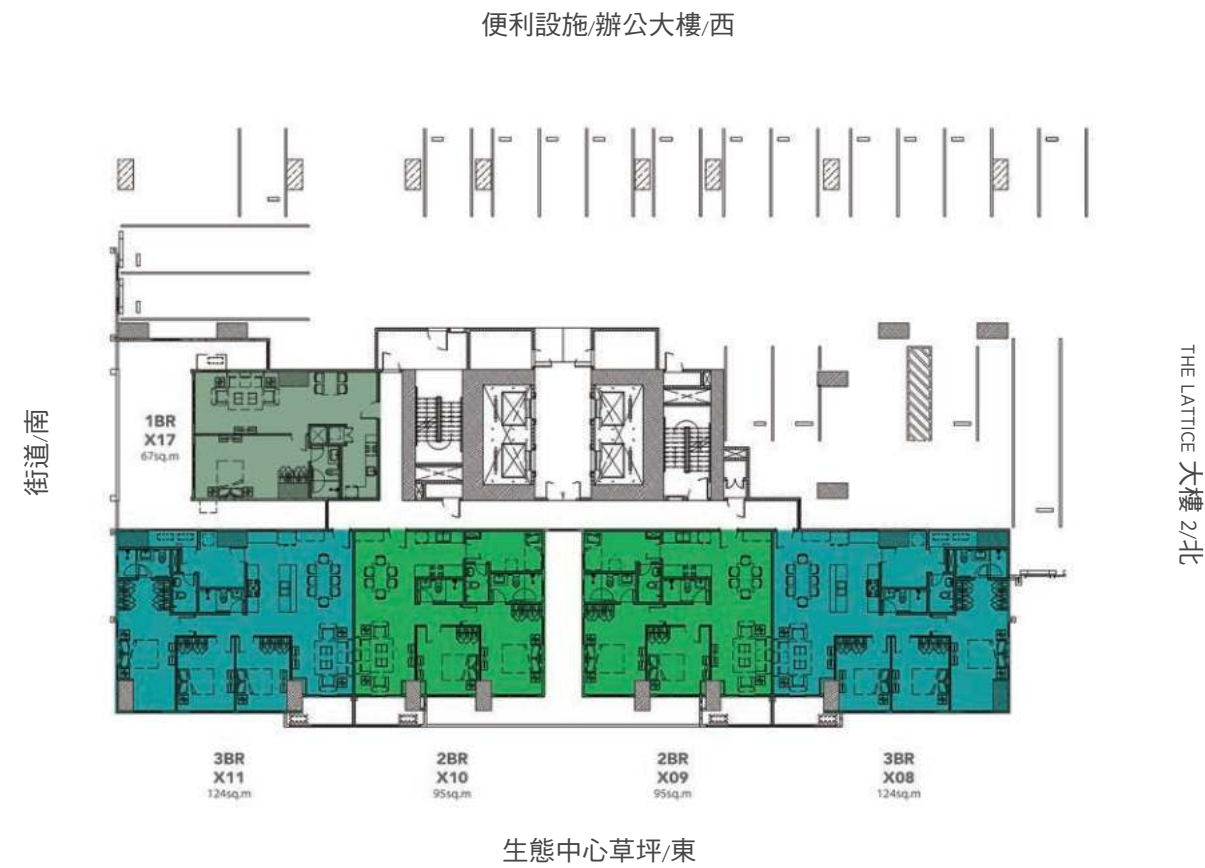 便利設施/辦公大樓/西
THE LATTICE 大樓 2/北
街道/南
1BR
X17
67sq.m
3BR
X11
124sq.m
2BR
X10
95sq.m
2BR
X09
95sq.m
3BR
X08
124sq.m
生態中心草坪/東